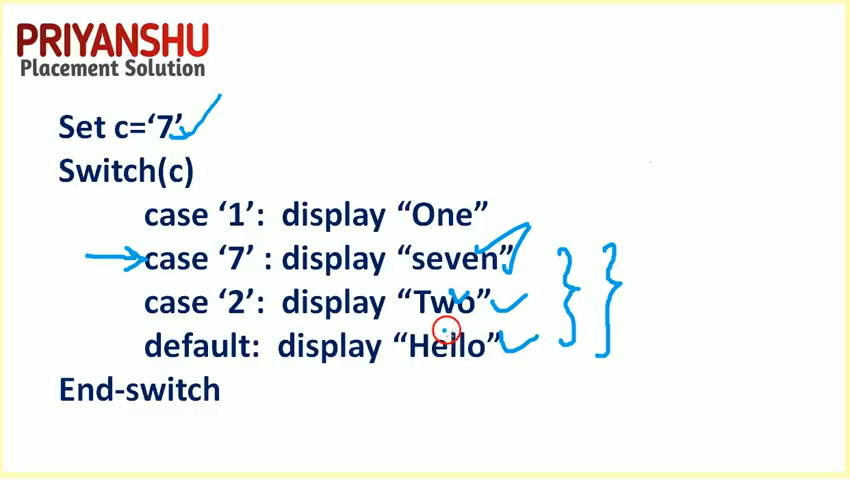 PRIYANSHU
Placement Solution
Set c=‘7’
Switch(c)
case ‘1’: display “One”
case ‘7’ : display “seven”
case ‘2’: display “Two”
default: display “Hello”
End-switch